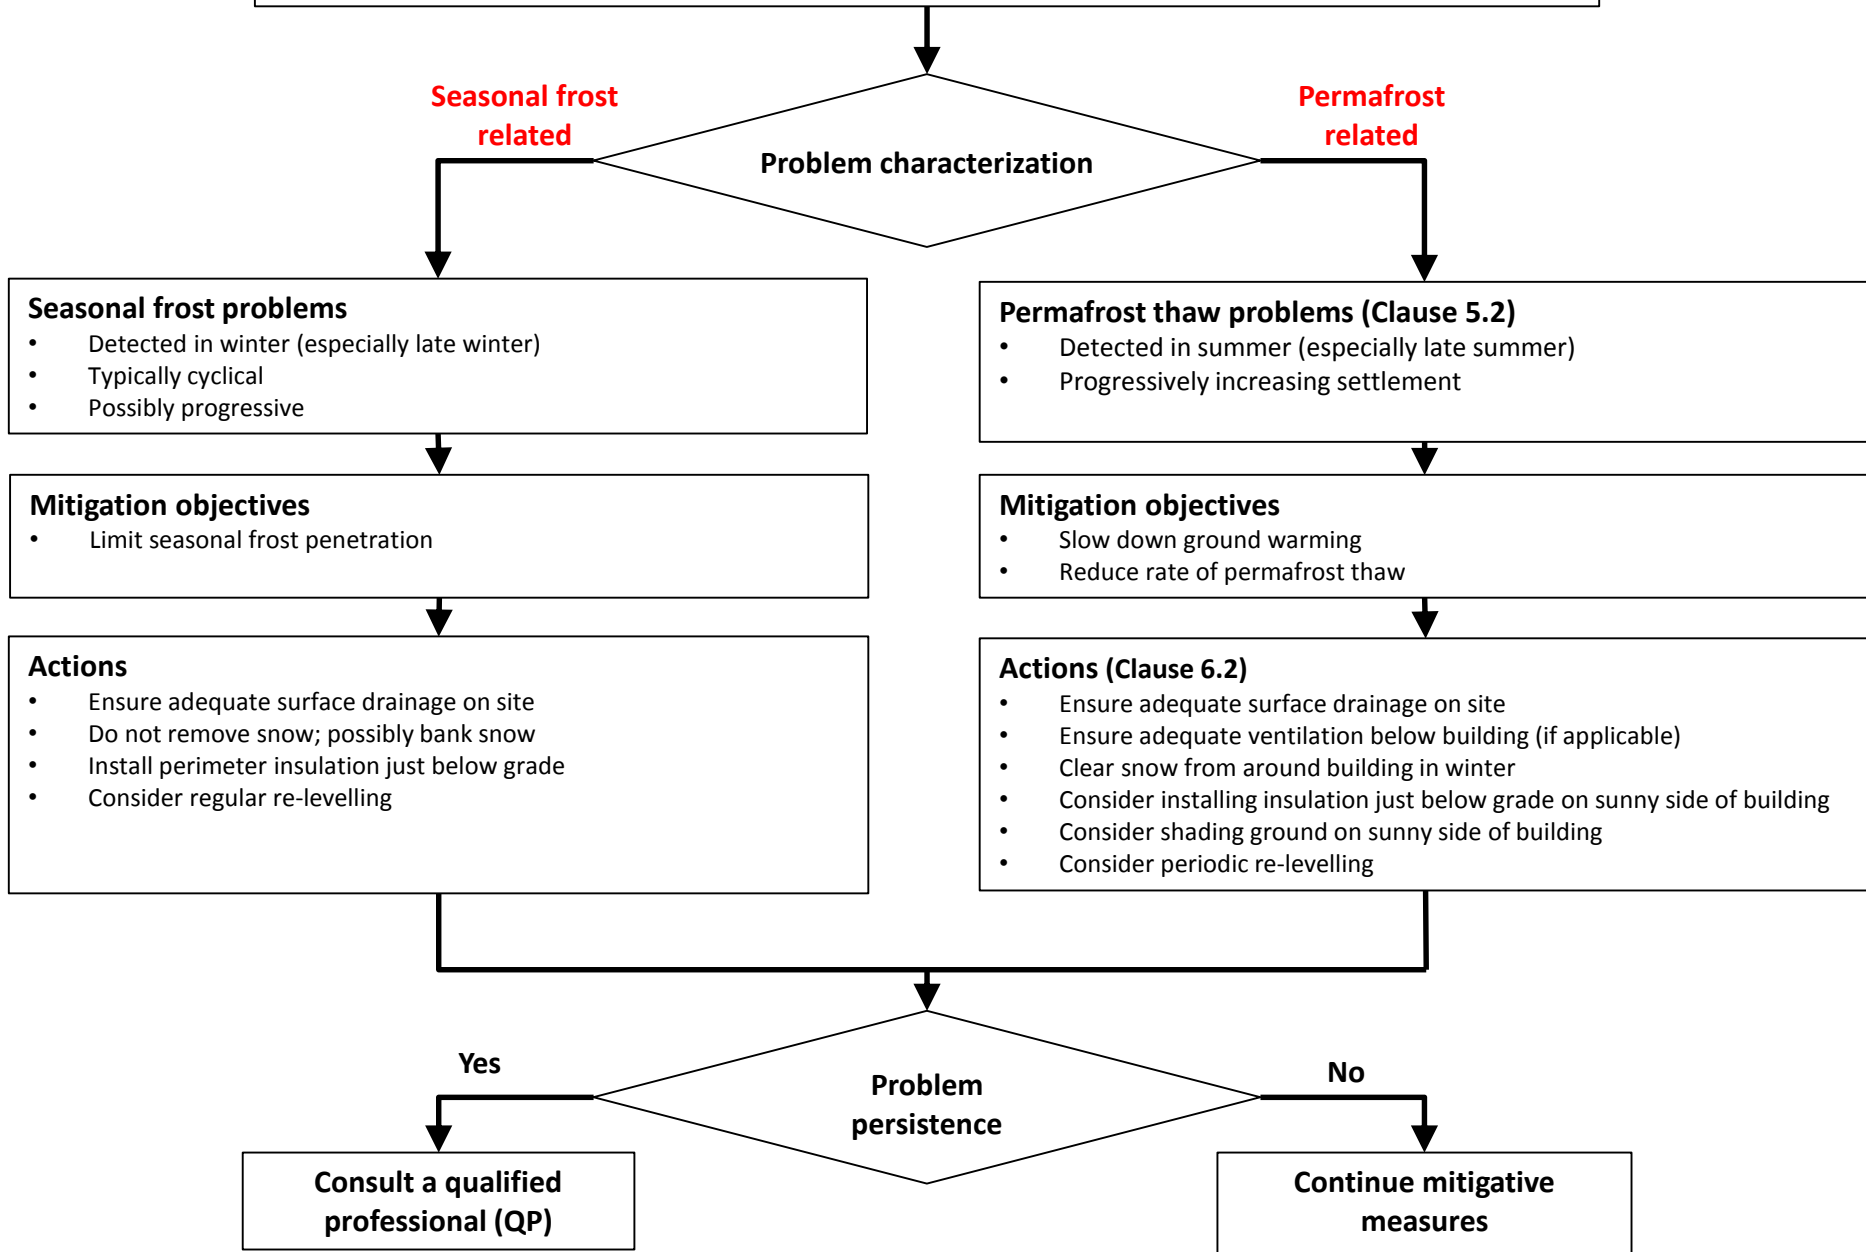 Seasonal frost
related
Permafrost
related
Problem characterization
Seasonal frost problems
• Detected in winter (especially late winter)
• Typically cyclical
• Possibly progressive
Permafrost thaw problems (Clause 5.2)
• Detected in summer (especially late summer)
• Progressively increasing settlement
Mitigation objectives
• Limit seasonal frost penetration
Mitigation objectives
• Slow down ground warming
• Reduce rate of permafrost thaw
Actions
• Ensure adequate surface drainage on site
• Do not remove snow; possibly bank snow
• Install perimeter insulation just below grade
• Consider regular re-levelling
Actions (Clause 6.2)
• Ensure adequate surface drainage on site
• Ensure adequate ventilation below building (if applicable)
• Clear snow from around building in winter
• Consider installing insulation just below grade on sunny side of building
• Consider shading ground on sunny side of building
• Consider periodic re-levelling
Yes
Problem
persistence
No
Consult a qualified
professional (QP)
Continue mitigative
measures